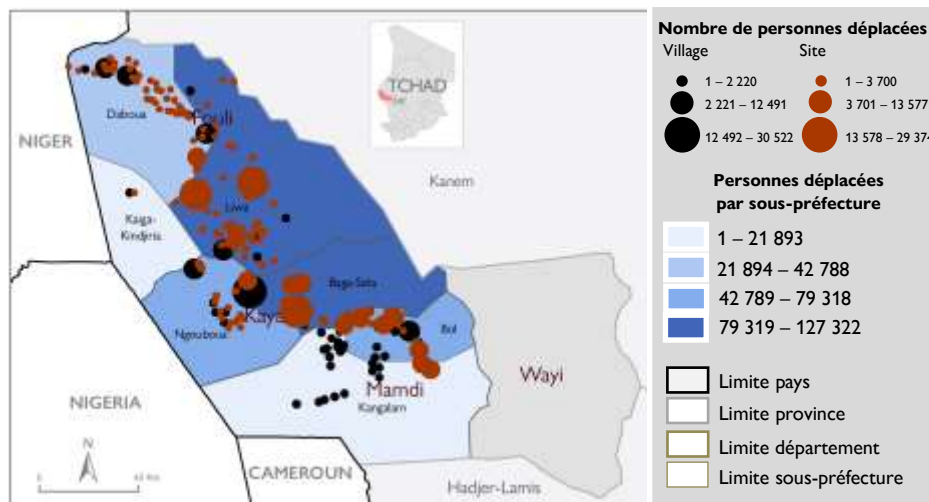 TCHAD
Daboua
Fouli
NIGER
Kanem
Liwa
Kaiga-
Kindjiria
Baga-Sola
Kaya
Ngouboua
Bol
Wayi
Mamdi
Kangalam
NIGERIA
N
CAMEROUN
Hadjer-Lamis
Nombre de personnes déplacées
Village Site
1 – 2 220 1 – 3 700
2 221 – 12 491 3 701 – 13 577
12 492 – 30 522 13 578 – 29 374
Personnes déplacées
par sous-préfecture
1 – 21 893
21 894 – 42 788
42 789 – 79 318
79 319 – 127 322
Limite pays
Limite province
Limite département
Limite sous-préfecture